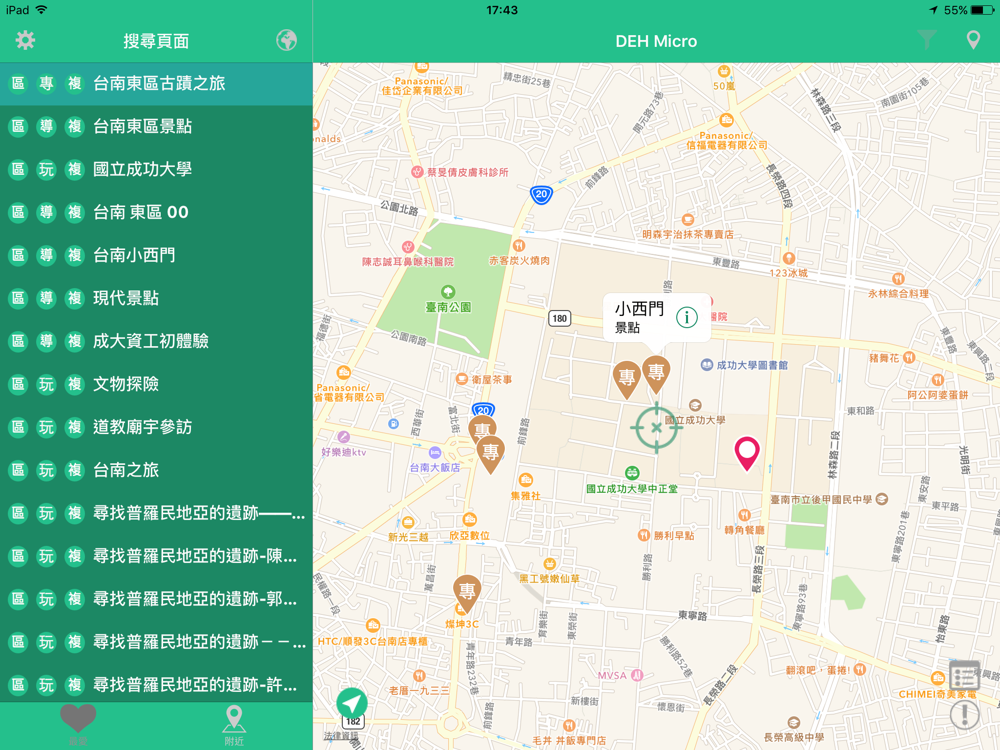 iPad
17:43
55%
搜尋頁面
DEH Micro
區 專 複 台南東區古蹟之旅
區 導 複 台南東區景點
區 玩 複 國立成功大學
區 導 複 台南 東區 00
區 導 複 台南小西門
區 導 複 現代景點
區 導 複 成大資工初體驗
區 玩 複 文物探險
區 玩 複 道教廟宇參訪
區 玩 複 台南之旅
區 玩 複 尋找普羅民地亞的遺跡——...
區 玩 複 尋找普羅民地亞的遺跡-陳...
區 玩 複 尋找普羅民地亞的遺跡-郭...
區 玩 複 尋找普羅民地亞的遺跡－－...
區 玩 複 尋找普羅民地亞的遺跡-許...
最愛
附近
Panasonic/
佳岱企業有限公司
精忠街25巷
50嵐
林森路三段
南園街105巷
開元路73巷
nalds
Panasonic/
信福電器有限公司
蔡旻倩皮膚科診所
前鋒路
長榮路四段
20
公園北路
明森宇治抹茶專賣店
陳志誠耳鼻喉科醫院
赤客炭火燒肉
東豐路
123冰城
永林綜合料理
臺南公園
小西門
景點
醫院
180
福德街
公園南路
東豐路
東興路二段
豬舞花
專
專
成功大學圖書館
衛屋茶事
Panasonic/
省電器有限公司
阿公阿婆蛋餅
20
東和路
富北街
西華街
國立成功大學
專
專
前鋒路
好樂迪ktv
台南大飯店
林森路二段
光明街
國立成功大學中正堂
集雅社
臺南市立後甲國民中學
東安路
東平路
轉角餐廳
勝利早點
新光三越
欣亞數位
東寧路201巷
長榮路三段
勝利路
黑工號嫩仙草
萬昌街
民權路一段
專
東寧路93巷
東寧路
育樂街
東榮街
怡東路
燦坤3C
HTC/順發3C台南店專櫃
青年路
青年路232巷
勝利路52巷
翻滾吧，蛋捲!
MVSA
東興路
老厝一九三三
CHIMEI奇美家電
新樓街
懷恩街
長榮路二段
前鋒路
182
法律資訊
毛丼 丼飯專門店
長榮高級中學